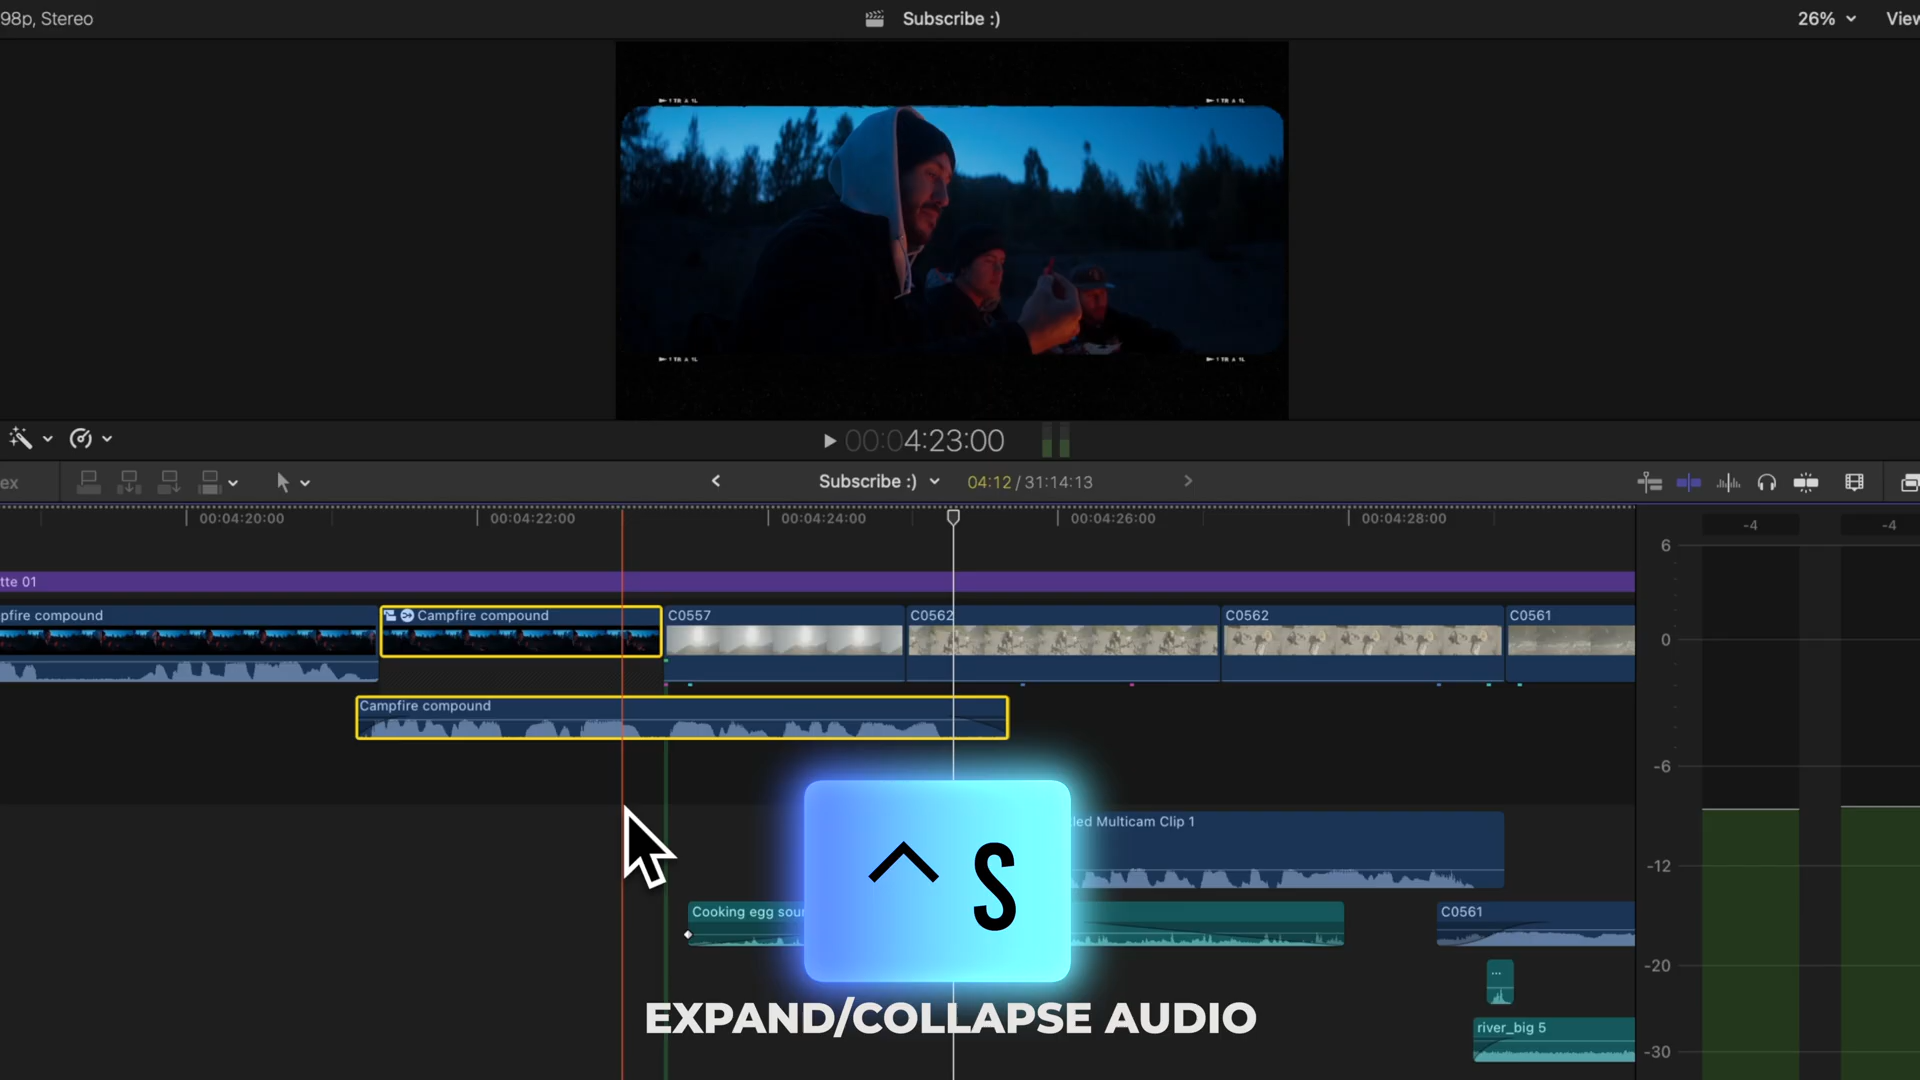 98p, Stereo
Subscribe :)
26%
View
00:04:23:00
ex
Subscribe :)
04:12 / 31:14:13
00:04:20:00
00:04:22:00
00:04:24:00
00:04:26:00
00:04:28:00
-4
-4
6
0
-6
-12
-20
-30
tte 01
pfire compound
Campfire compound
C0557
C0562
C0562
C0561
Campfire compound
led Multicam Clip 1
Cooking egg sour
C0561
...
river_big 5
^ S
EXPAND/COLLAPSE AUDIO